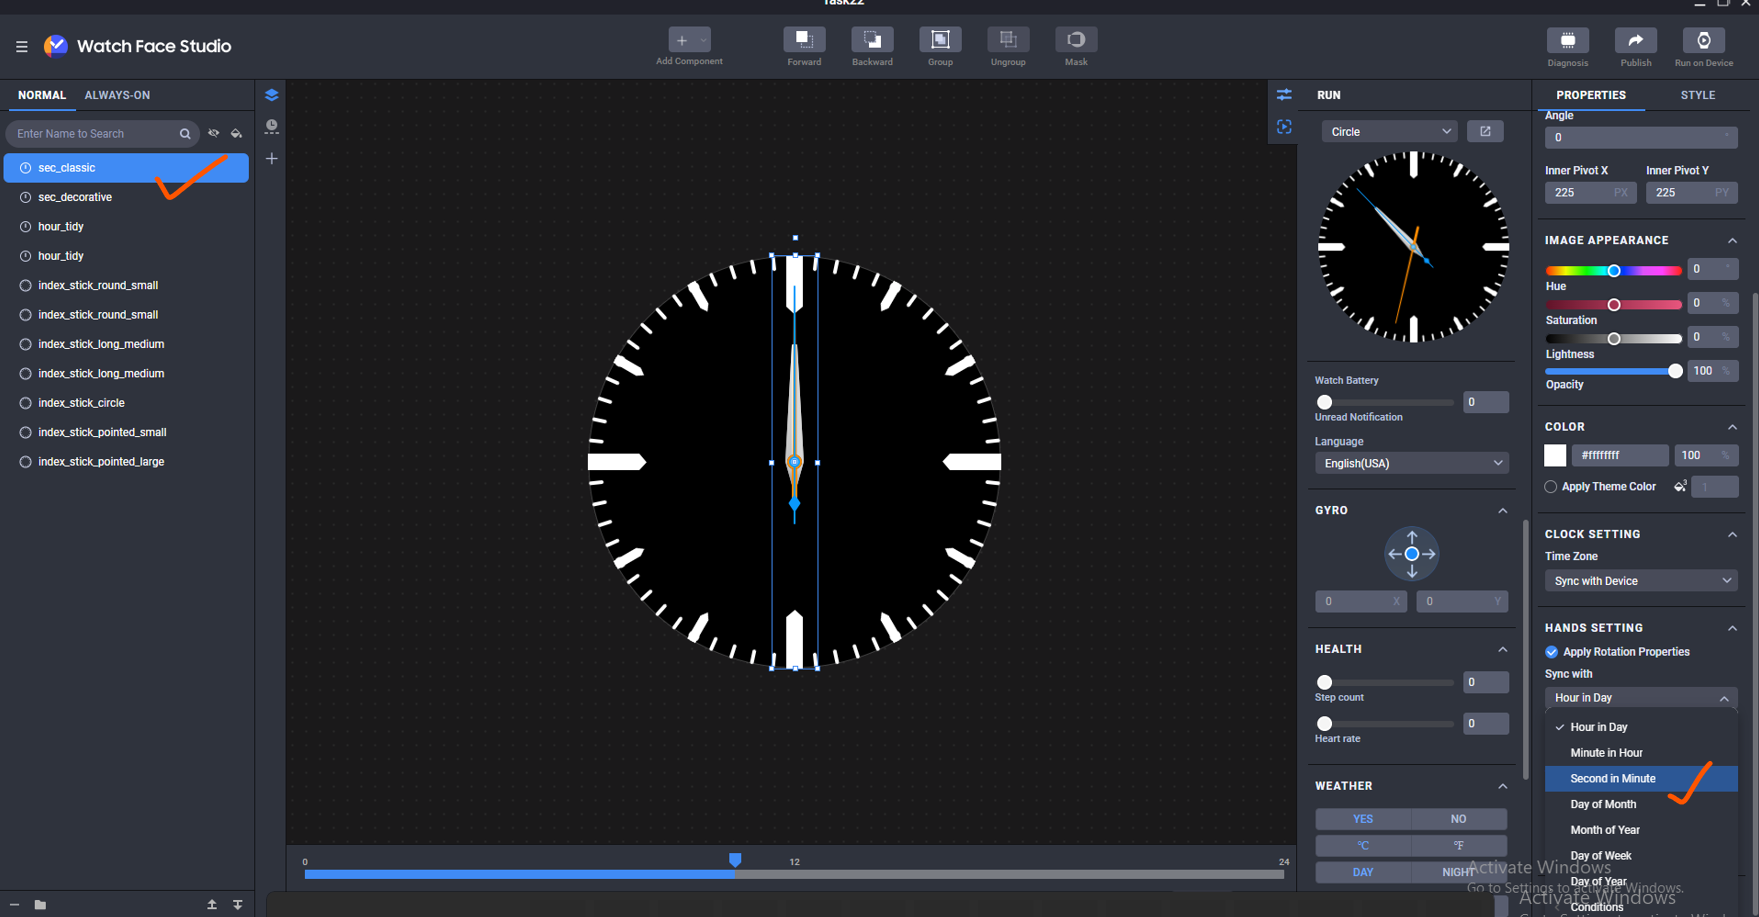 Task22
Watch Face Studio
Add Component
Forward
Backward
Group
Ungroup
Mask
Diagnosis
Publish
Run on Device
NORMAL
ALWAYS-ON
Enter Name to Search
sec_classic
sec_decorative
hour_tidy
hour_tidy
index_stick_round_small
index_stick_round_small
index_stick_long_medium
index_stick_long_medium
index_stick_circle
index_stick_pointed_small
index_stick_pointed_large
0
12
24
RUN
Circle
Watch Battery
0
Unread Notification
Language
English(USA)
GYRO
0 X
0 Y
HEALTH
0
Step count
0
Heart rate
WEATHER
YES
NO
°C
°F
DAY
NIGHT
PROPERTIES
STYLE
Angle
0 °
Inner Pivot X
Inner Pivot Y
225 PX
225 PY
IMAGE APPEARANCE
0 °
Hue
0 %
Saturation
0 %
Lightness
100 %
Opacity
COLOR
#ffffffff
100 %
Apply Theme Color
3
1
CLOCK SETTING
Time Zone
Sync with Device
HANDS SETTING
Apply Rotation Properties
Sync with
Hour in Day
Hour in Day
Minute in Hour
Second in Minute
Day of Month
Month of Year
Day of Week
Day of Year
Conditions
Activate Windows
Go to Settings to activate Windows.
Activate Windows